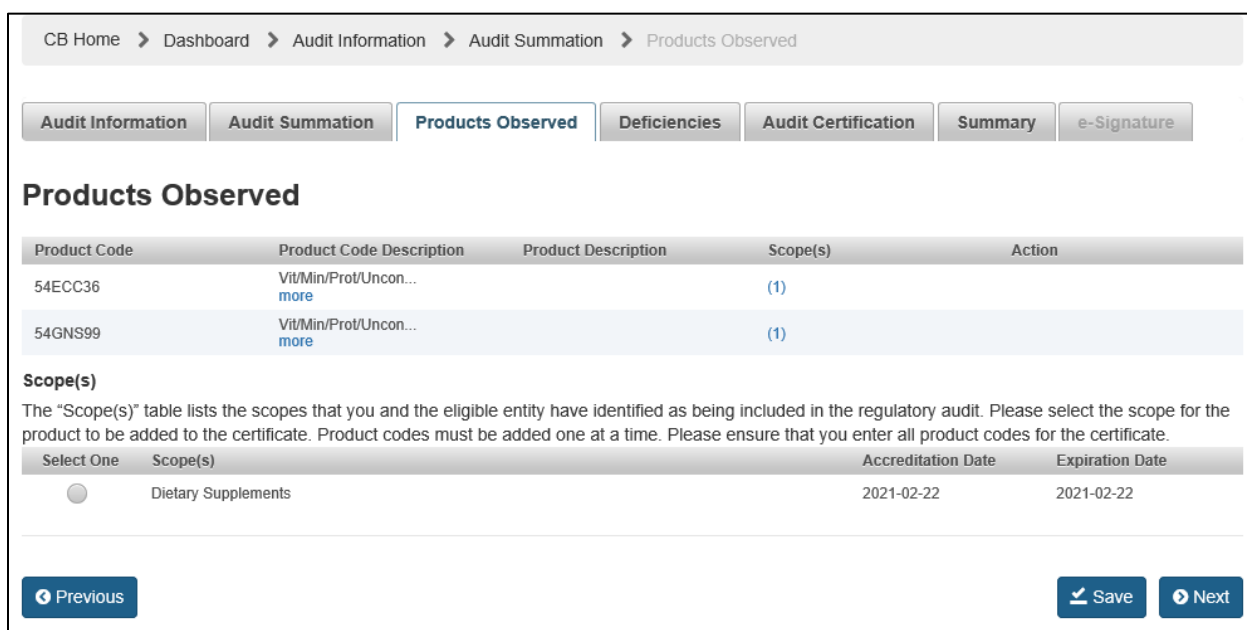 CB Home > Dashboard > Audit Information > Audit Summation > Products Observed
Audit Information Audit Summation Products Observed Deficiencies Audit Certification Summary e-Signature
Products Observed
Product Code Product Code Description Product Description Scope(s) Action
54ECC36 Vit/Min/Prot/Uncon... (1)
more
54GNS99 Vit/Min/Prot/Uncon... (1)
more
Scope(s)
The “Scope(s)” table lists the scopes that you and the eligible entity have identified as being included in the regulatory audit. Please select the scope for the
product to be added to the certificate. Product codes must be added one at a time. Please ensure that you enter all product codes for the certificate.
Select One Scope(s) Accreditation Date Expiration Date
Dietary Supplements 2021-02-22 2021-02-22
Previous Save Next